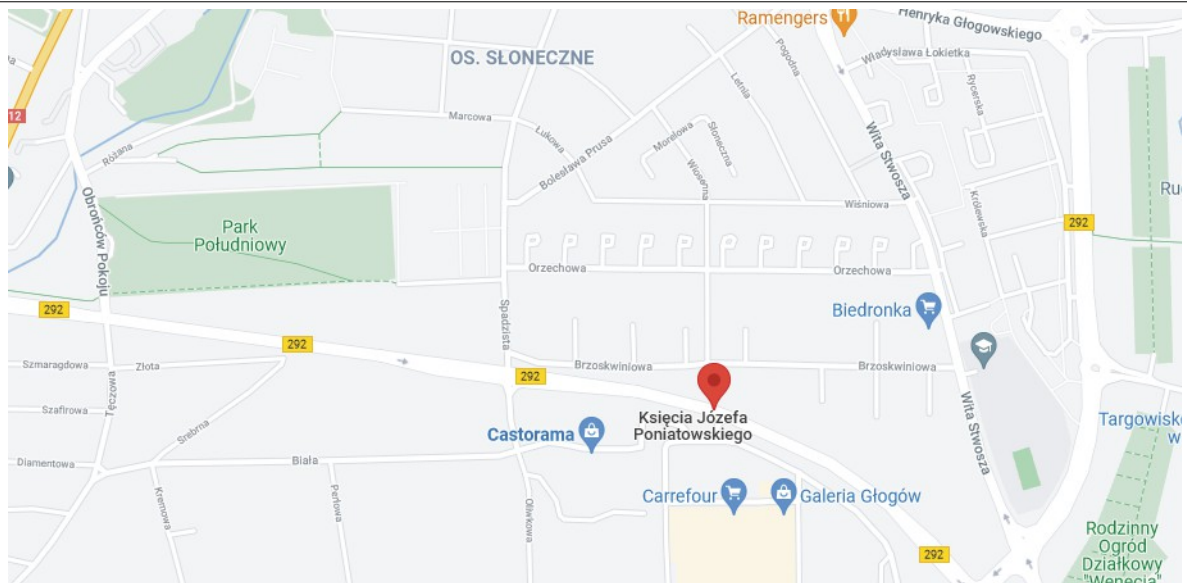 Ramengers
Henryka Głogowskiego
OS. SŁONECZNE
Pogodna
Władysława Łokietka
Letnia
Rycerska
12
Marcowa
Łukowa
Bolesława Prusa
Morelowa
Słoneczna
Wita Stwosza
Różana
Wiosenna
Wiśniowa
Królewska
292
Obrońców Pokoju
Park
Południowy
Orzechowa
Orzechowa
292
Biedronka
Spadzista
292
Szmaragdowa
Złota
Brzoskwiniowa
Brzoskwiniowa
292
Tęczowa
Szafirowa
Srebrna
Księcia Józefa
Poniatowskiego
Wita Stwosza
Targowisko
w
Castorama
Diamentowa
Biała
Kremowa
Perłowa
Oliwkowa
Carrefour
Galeria Głogów
292
Rodzinny
Ogród
Działkowy
"Wenecja"